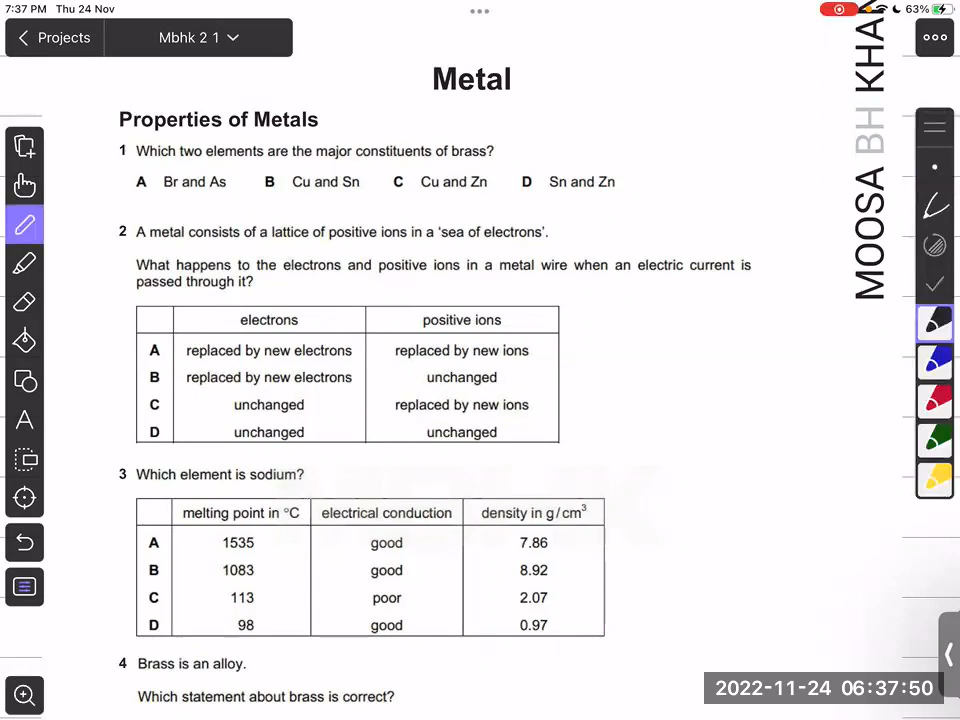 7:37 PM Thu 24 Nov
63%
Projects
Mbhk 2 1
Metal
MOOSA BH KHAN
Properties of Metals
1 Which two elements are the major constituents of brass?
A Br and As B Cu and Sn C Cu and Zn D Sn and Zn
2 A metal consists of a lattice of positive ions in a ‘sea of electrons’.
What happens to the electrons and positive ions in a metal wire when an electric current is
passed through it?
electrons positive ions
A replaced by new electrons replaced by new ions
B replaced by new electrons unchanged
C unchanged replaced by new ions
D unchanged unchanged
3 Which element is sodium?
melting point in °C electrical conduction density in g/cm³
A 1535 good 7.86
B 1083 good 8.92
C 113 poor 2.07
D 98 good 0.97
4 Brass is an alloy.
Which statement about brass is correct?
2022-11-24 06:37:50